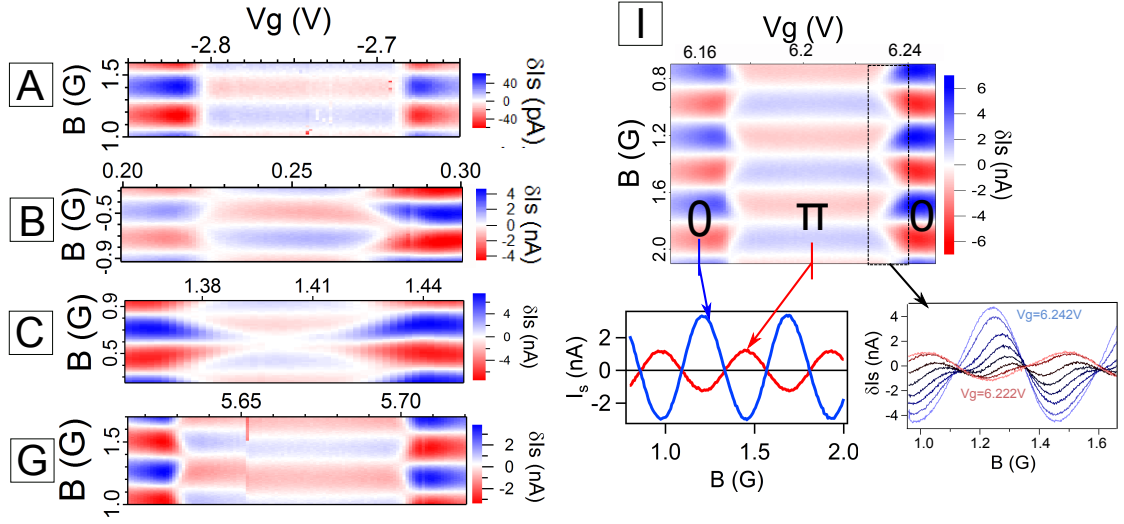 Vg (V)
-2.8 -2.7
A
B (G)
1.5
1.0
40
0
-40
δIs (pA)
0.20 0.25 0.30
B
B (G)
-0.5
-0.9
4
2
0
-2
-4
δIs (nA)
1.38 1.41 1.44
C
B (G)
0.9
0.5
4
0
-4
δIs (nA)
5.65 5.70
G
B (G)
1.5
1.0
2
0
-2
δIs (nA)
I
Vg (V)
6.16 6.2 6.24
B (G)
0.8
1.2
1.6
2.0
0 π 0
6
4
2
0
-2
-4
-6
δIs (nA)
Is (nA)
2
0
-2
1.0 1.5 2.0
B (G)
δIs (nA)
4
2
0
-2
-4
Vg=6.242V
Vg=6.222V
1.0 1.2 1.4 1.6
B (G)